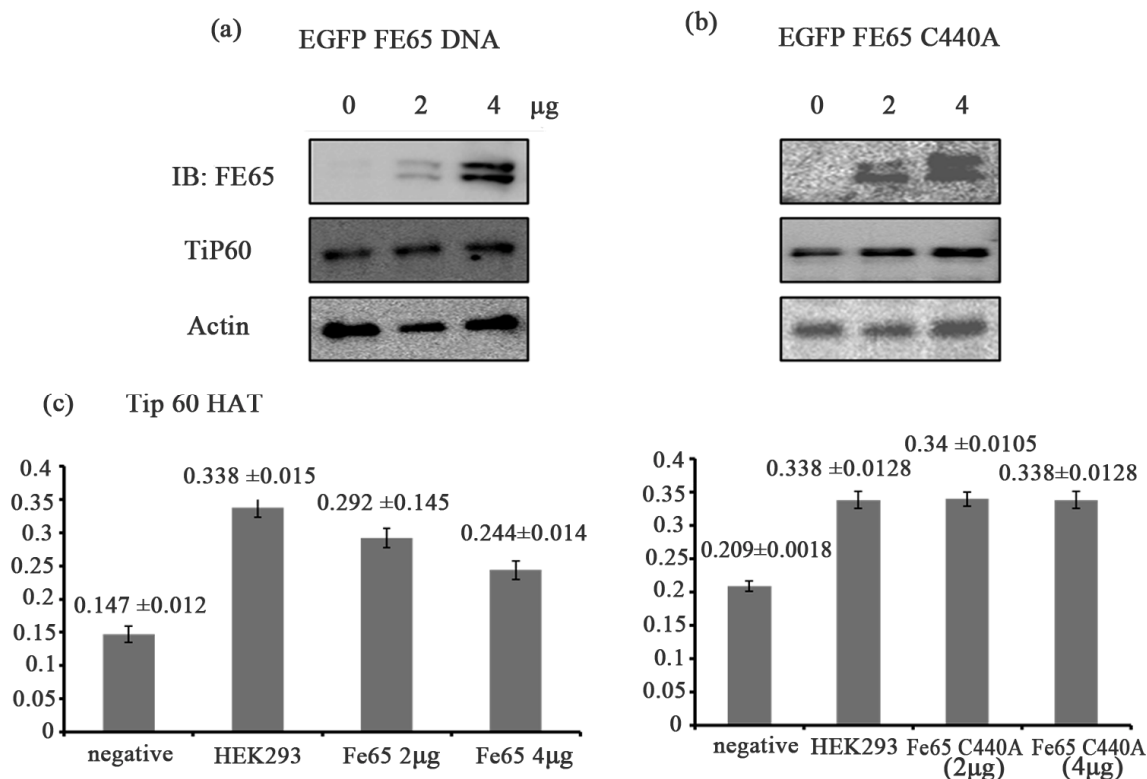 (a)
EGFP FE65 DNA
0 2 4 μg
IB: FE65
TiP60
Actin
(b)
EGFP FE65 C440A
0 2 4
(c) Tip 60 HAT
0.4
0.35
0.3
0.25
0.2
0.15
0.1
0.05
0
0.147 ±0.012
0.338 ±0.015
0.292 ±0.145
0.244±0.014
negative HEK293 Fe65 2μg Fe65 4μg
0.4
0.35
0.3
0.25
0.2
0.15
0.1
0.05
0
0.209±0.0018
0.338 ±0.0128
0.34 ±0.0105
0.338±0.0128
negative HEK293 Fe65 C440A Fe65 C440A
(2μg) (4μg)